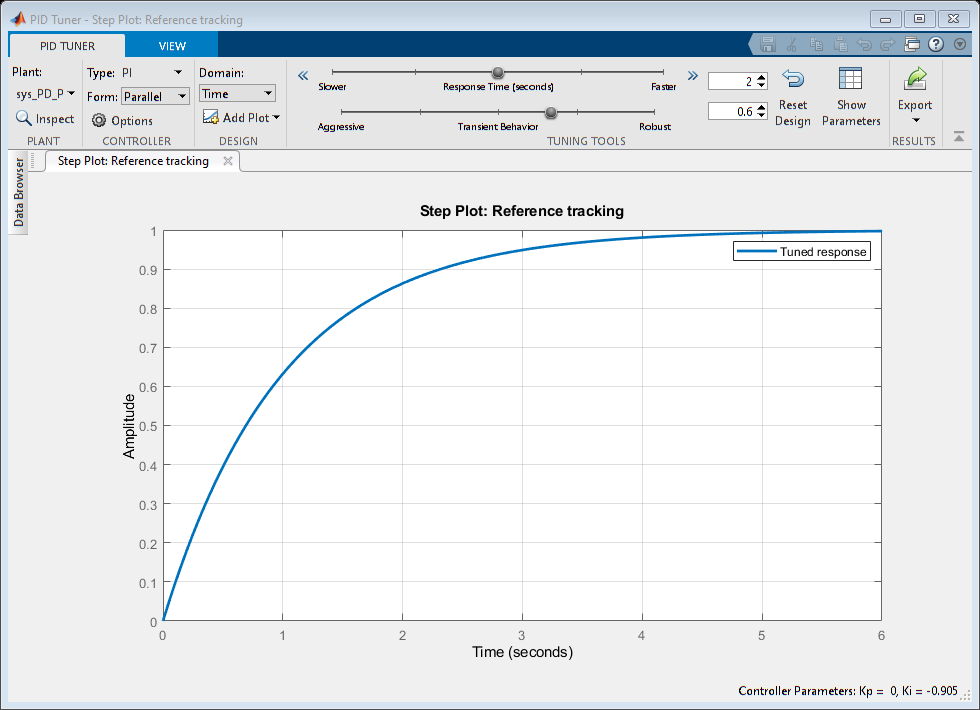 PID Tuner - Step Plot: Reference tracking
PID TUNER VIEW
Plant:
sys_PD_P
Inspect
PLANT
Type: PI
Form: Parallel
Options
CONTROLLER
Domain:
Time
Add Plot
DESIGN
Slower Response Time (seconds) Faster
2
Aggressive Transient Behavior Robust
0.6
Reset
Design
Show
Parameters
TUNING TOOLS
Export
RESULTS
Data Browser
Step Plot: Reference tracking
Step Plot: Reference tracking
Tuned response
Amplitude
1
0.9
0.8
0.7
0.6
0.5
0.4
0.3
0.2
0.1
0
0 1 2 3 4 5 6
Time (seconds)
Controller Parameters: Kp = 0, Ki = -0.905